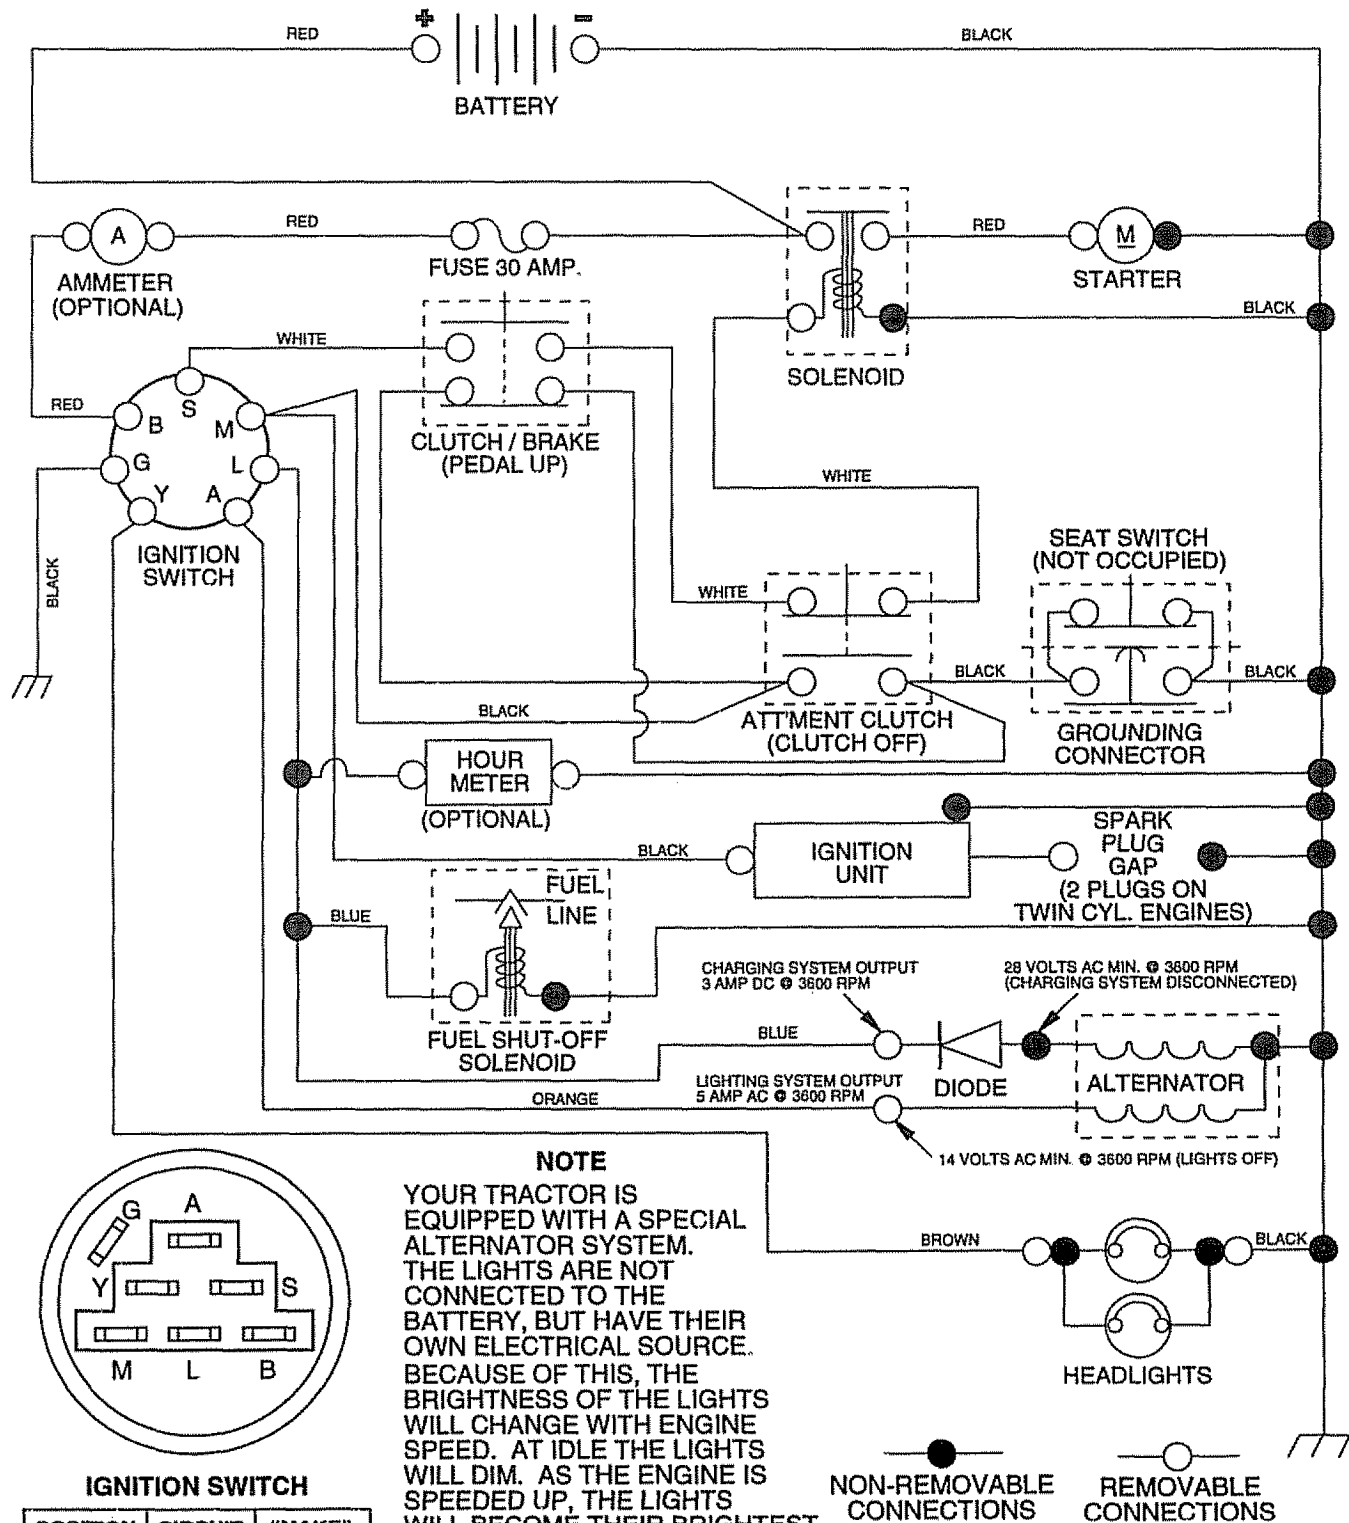 +
-
RED
BLACK
BATTERY
A
RED
RED
M
AMMETER
(OPTIONAL)
FUSE 30 AMP.
STARTER
BLACK
WHITE
SOLENOID
RED
S
B
M
G
L
Y
A
CLUTCH / BRAKE
(PEDAL UP)
WHITE
IGNITION
SWITCH
BLACK
SEAT SWITCH
(NOT OCCUPIED)
WHITE
BLACK
BLACK
BLACK
ATT'MENT CLUTCH
(CLUTCH OFF)
GROUNDING
CONNECTOR
HOUR
METER
(OPTIONAL)
BLACK
IGNITION
UNIT
SPARK
PLUG
GAP
(2 PLUGS ON
TWIN CYL. ENGINES)
FUEL
LINE
BLUE
FUEL SHUT-OFF
SOLENOID
CHARGING SYSTEM OUTPUT
3 AMP DC @ 3600 RPM
28 VOLTS AC MIN. @ 3600 RPM
(CHARGING SYSTEM DISCONNECTED)
BLUE
DIODE
ALTERNATOR
LIGHTING SYSTEM OUTPUT
5 AMP AC @ 3600 RPM
ORANGE
14 VOLTS AC MIN. @ 3600 RPM (LIGHTS OFF)
BROWN
BLACK
HEADLIGHTS
G
A
Y
S
M
L
B
IGNITION SWITCH
POSITION CIRCUIT "MAKE"
NOTE
YOUR TRACTOR IS
EQUIPPED WITH A SPECIAL
ALTERNATOR SYSTEM.
THE LIGHTS ARE NOT
CONNECTED TO THE
BATTERY, BUT HAVE THEIR
OWN ELECTRICAL SOURCE.
BECAUSE OF THIS, THE
BRIGHTNESS OF THE LIGHTS
WILL CHANGE WITH ENGINE
SPEED. AT IDLE THE LIGHTS
WILL DIM. AS THE ENGINE IS
SPEEDED UP, THE LIGHTS
WILL BECOME THEIR BRIGHTEST
NON-REMOVABLE
CONNECTIONS
REMOVABLE
CONNECTIONS